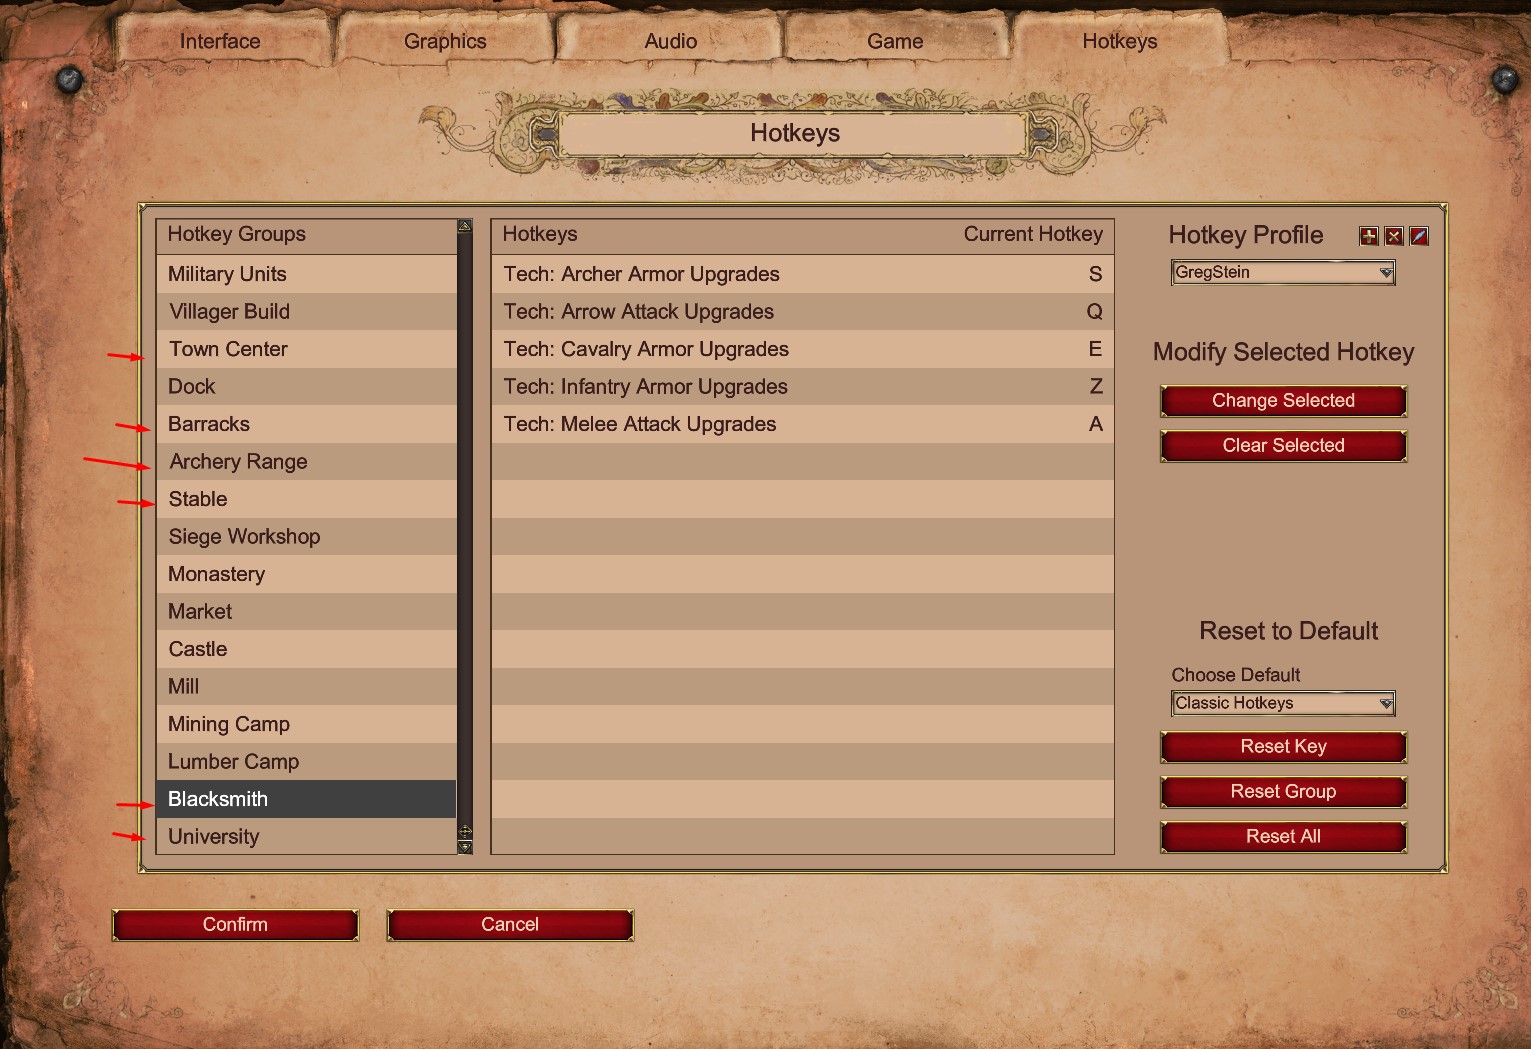 Interface Graphics Audio Game Hotkeys
Hotkeys
Hotkey Groups
Military Units
Villager Build
Town Center
Dock
Barracks
Archery Range
Stable
Siege Workshop
Monastery
Market
Castle
Mill
Mining Camp
Lumber Camp
Blacksmith
University
Hotkeys Current Hotkey
Tech: Archer Armor Upgrades S
Tech: Arrow Attack Upgrades Q
Tech: Cavalry Armor Upgrades E
Tech: Infantry Armor Upgrades Z
Tech: Melee Attack Upgrades A
Hotkey Profile
GregStein
Modify Selected Hotkey
Change Selected
Clear Selected
Reset to Default
Choose Default
Classic Hotkeys
Reset Key
Reset Group
Reset All
Confirm Cancel